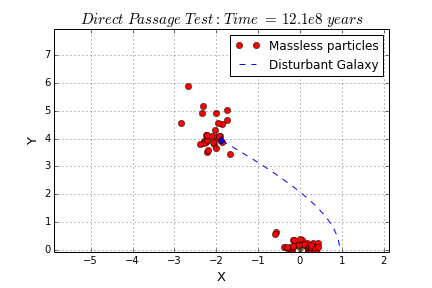 Direct Passage Test : Time = 12.1e8 years
Massless particles
Disturbant Galaxy
7
6
5
4
3
2
1
0
Y
−5 −4 −3 −2 −1 0 1 2
X